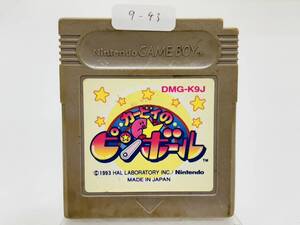 9-93
Nintendo GAME BOY
DMG-K9J
カービィの
ピンボール
TM
©1993 HAL LABORATORY INC./Nintendo
MADE IN JAPAN